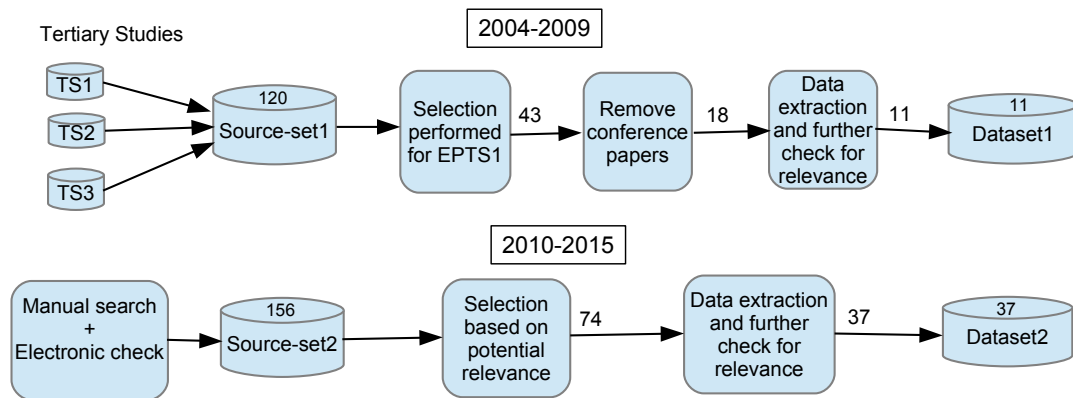 2004-2009
Tertiary Studies
TS1
TS2
TS3
120
Source-set1
Selection
performed
for EPTS1
43
Remove
conference
papers
18
Data
extraction
and further
check for
relevance
11
11
Dataset1
2010-2015
Manual search
+
Electronic check
156
Source-set2
Selection
based on
potential
relevance
74
Data extraction
and further
check for
relevance
37
37
Dataset2